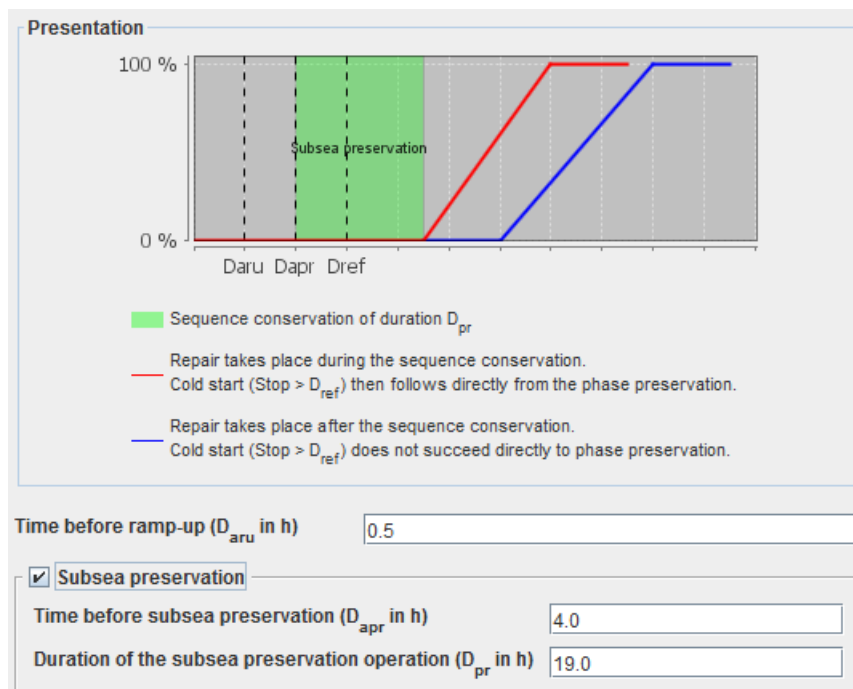 Presentation
100 %
Subsea preservation
0 %
Daru Dapr Dref
Sequence conservation of duration Dpr
Repair takes place during the sequence conservation.
Cold start (Stop > Dref) then follows directly from the phase preservation.
Repair takes place after the sequence conservation.
Cold start (Stop > Dref) does not succeed directly to phase preservation.
Time before ramp-up (Daru in h) 0.5
Subsea preservation
Time before subsea preservation (Dapr in h) 4.0
Duration of the subsea preservation operation (Dpr in h) 19.0